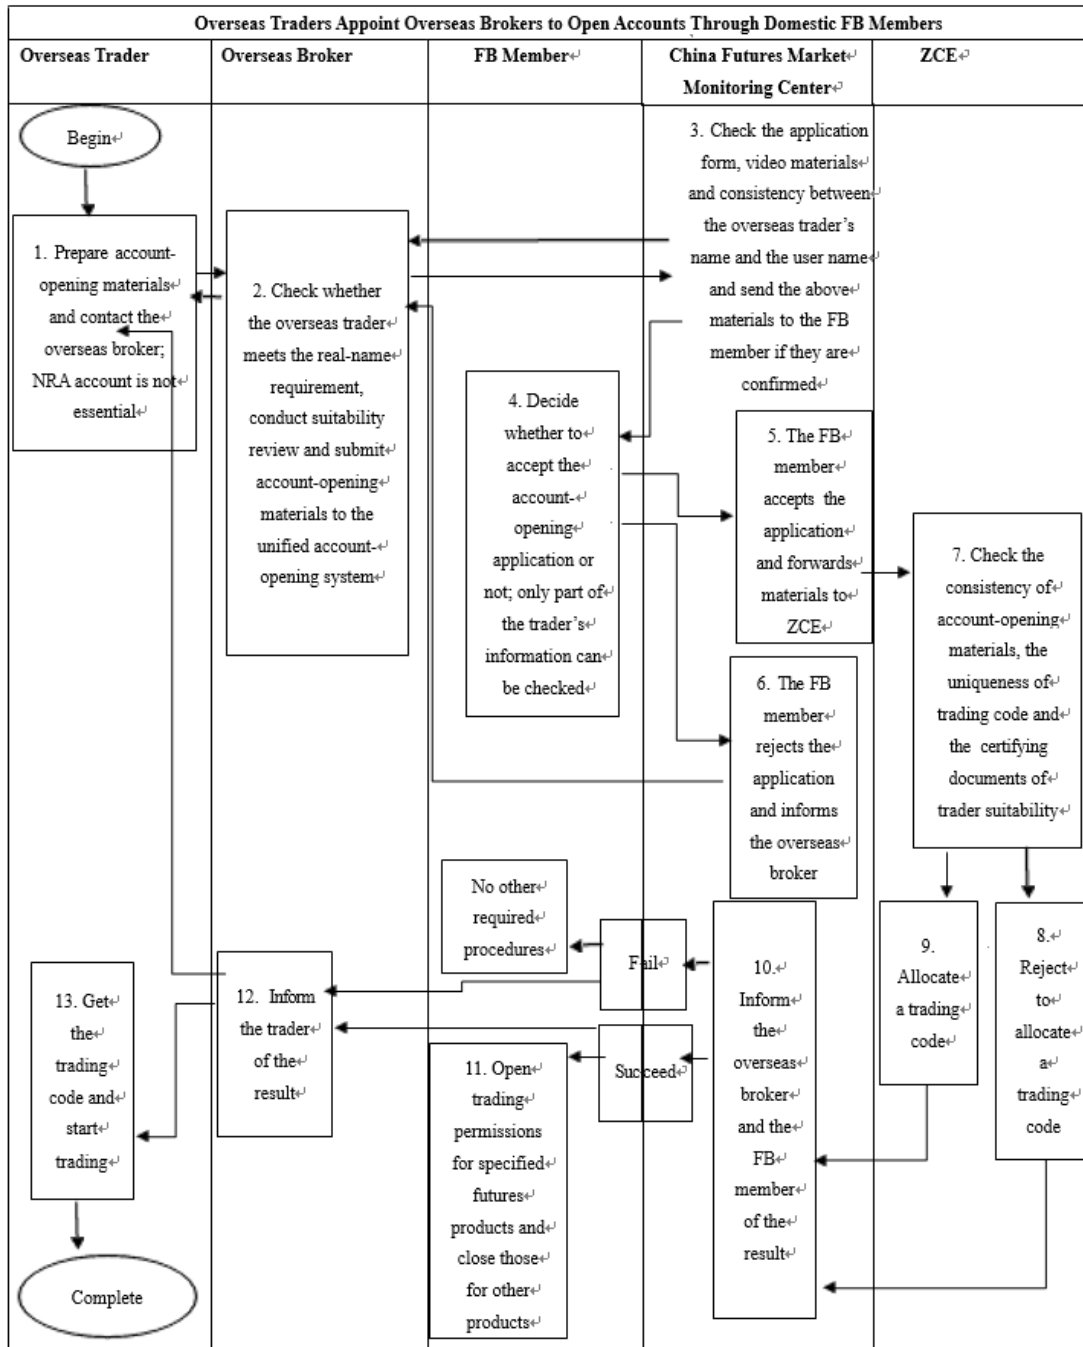 Overseas Traders Appoint Overseas Brokers to Open Accounts Through Domestic FB Members
Overseas Trader
Overseas Broker
FB Member↵
China Futures Market↵
Monitoring Center↵
ZCE↵
Begin↵
1. Prepare account-
opening materials↵
and contact the↵
overseas broker;
NRA account is not↵
essential↵
2. Check whether
the overseas trader↵
meets the real-name↵
requirement,
conduct suitability
review and submit↵
account-opening
materials to the
unified account-↵
opening system↵
3. Check the application
form, video materials↵
and consistency between↵
the overseas trader's
name and the user name↵
and send the above
materials to the FB
member if they are↵
confirmed↵
4. Decide
whether to↵
accept the
account-↵
opening↵
application or
not; only part of↵
the trader's↵
information can
be checked↵
5. The FB↵
member
accepts the
application
and forwards↵
materials to↵
ZCE↵
6. The FB
member↵
rejects the↵
application
and informs
the overseas↵
broker
7. Check the
consistency of↵
account-opening↵
materials, the
uniqueness of↵
trading code and
the certifying
documents of
trader suitability↵
8.↵
Reject↵
to
allocate
a
trading
code
9.
Allocate
a trading
code↵
10.
Inform
the
overseas
broker
and the
FB
member
of the↵
result↵
Fail↵
Succeed↵
No other↵
required
procedures↵
11. Open↵
trading
permissions
for specified
futures
products and↵
close those
for other
products↵
12. Inform
the trader
of the
result↵
13. Get↵
the
trading
code and
start
trading↵
Complete